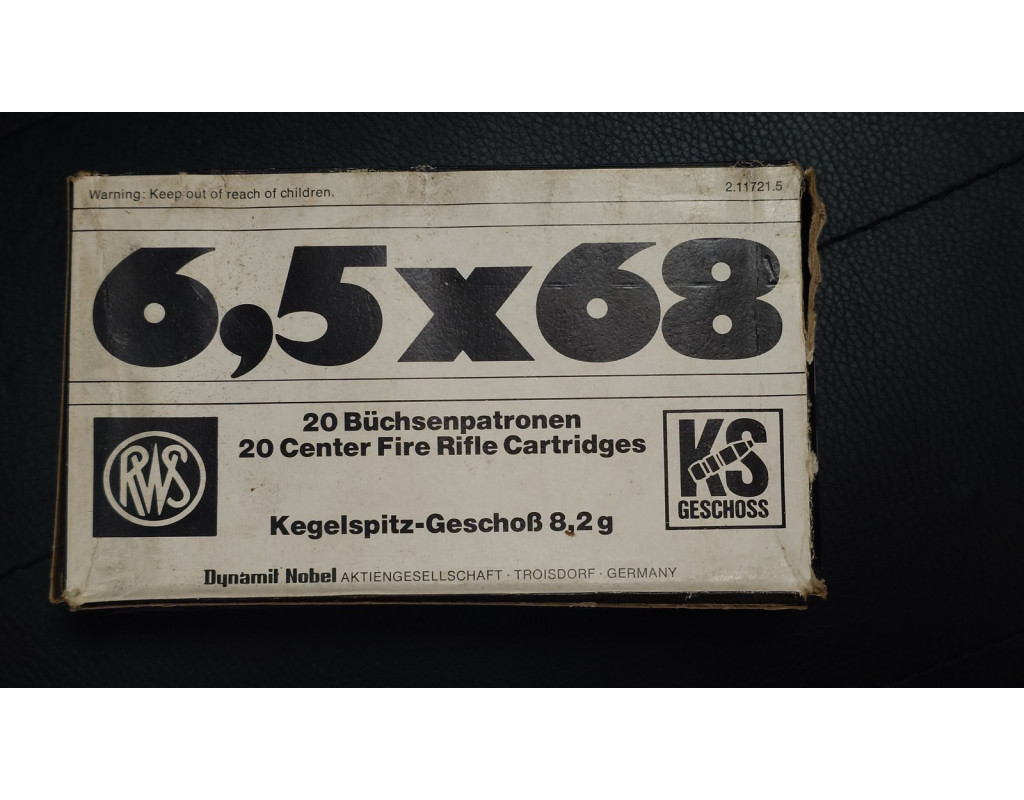 Warning: Keep out of reach of children. 2.11721.5
6,5x68
20 Büchsenpatronen
20 Center Fire Rifle Cartridges
RWS
KS
GESCHOSS
Kegelspitz-Geschoß 8,2 g
Dynamit Nobel AKTIENGESELLSCHAFT · TROISDORF · GERMANY